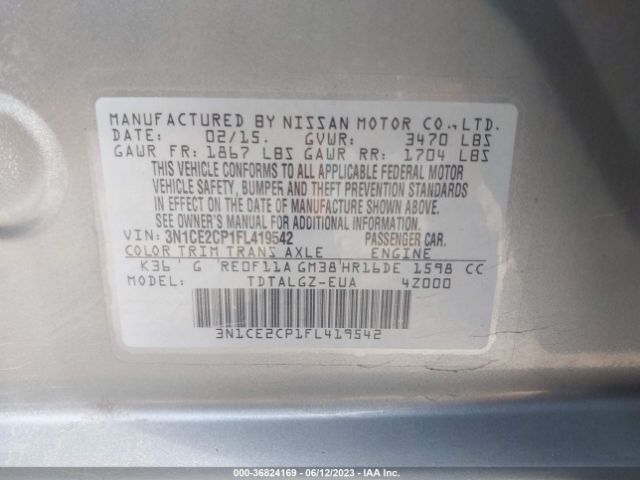 MANUFACTURED BY NISSAN MOTOR CO.,LTD.
DATE: 02/15. GVWR: 3470 LBS
GAWR FR: 1867 LBS GAWR RR: 1704 LBS
THIS VEHICLE CONFORMS TO ALL APPLICABLE FEDERAL MOTOR
VEHICLE SAFETY, BUMPER AND THEFT PREVENTION STANDARDS
IN EFFECT ON THE DATE OF MANUFACTURE SHOWN ABOVE.
SEE OWNER'S MANUAL FOR ADDITIONAL INFORMATION.
VIN: 3N1CE2CP1FL419542 PASSENGER CAR.
COLOR TRIM TRANS AXLE ENGINE
K36 G RE0F11A GM38 HR16DE 1598 CC
MODEL TDTALGZ-EUA 4Z000
3N1CE2CP1FL419542
000-36824169 - 06/12/2023 - IAA Inc.